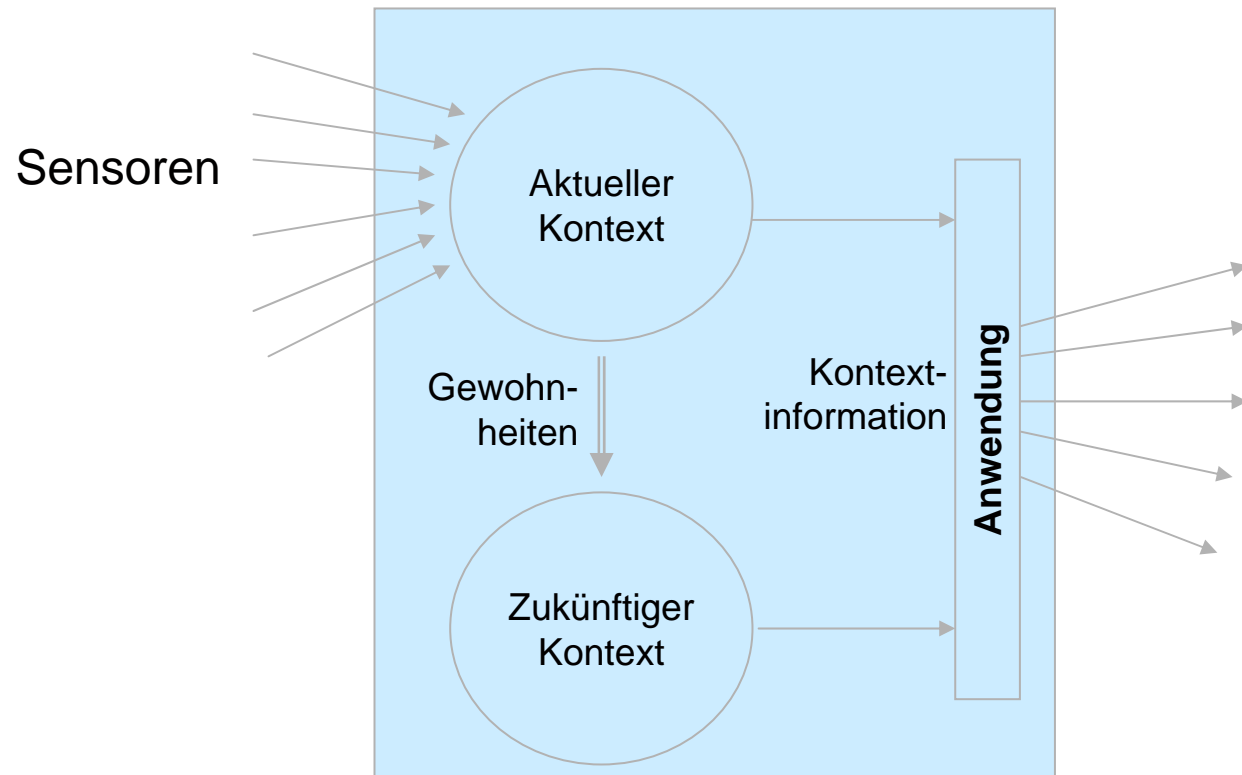 Sensoren
Aktueller
Kontext
Gewohn-
heiten
Kontext-
information
Anwendung
Zukünftiger
Kontext